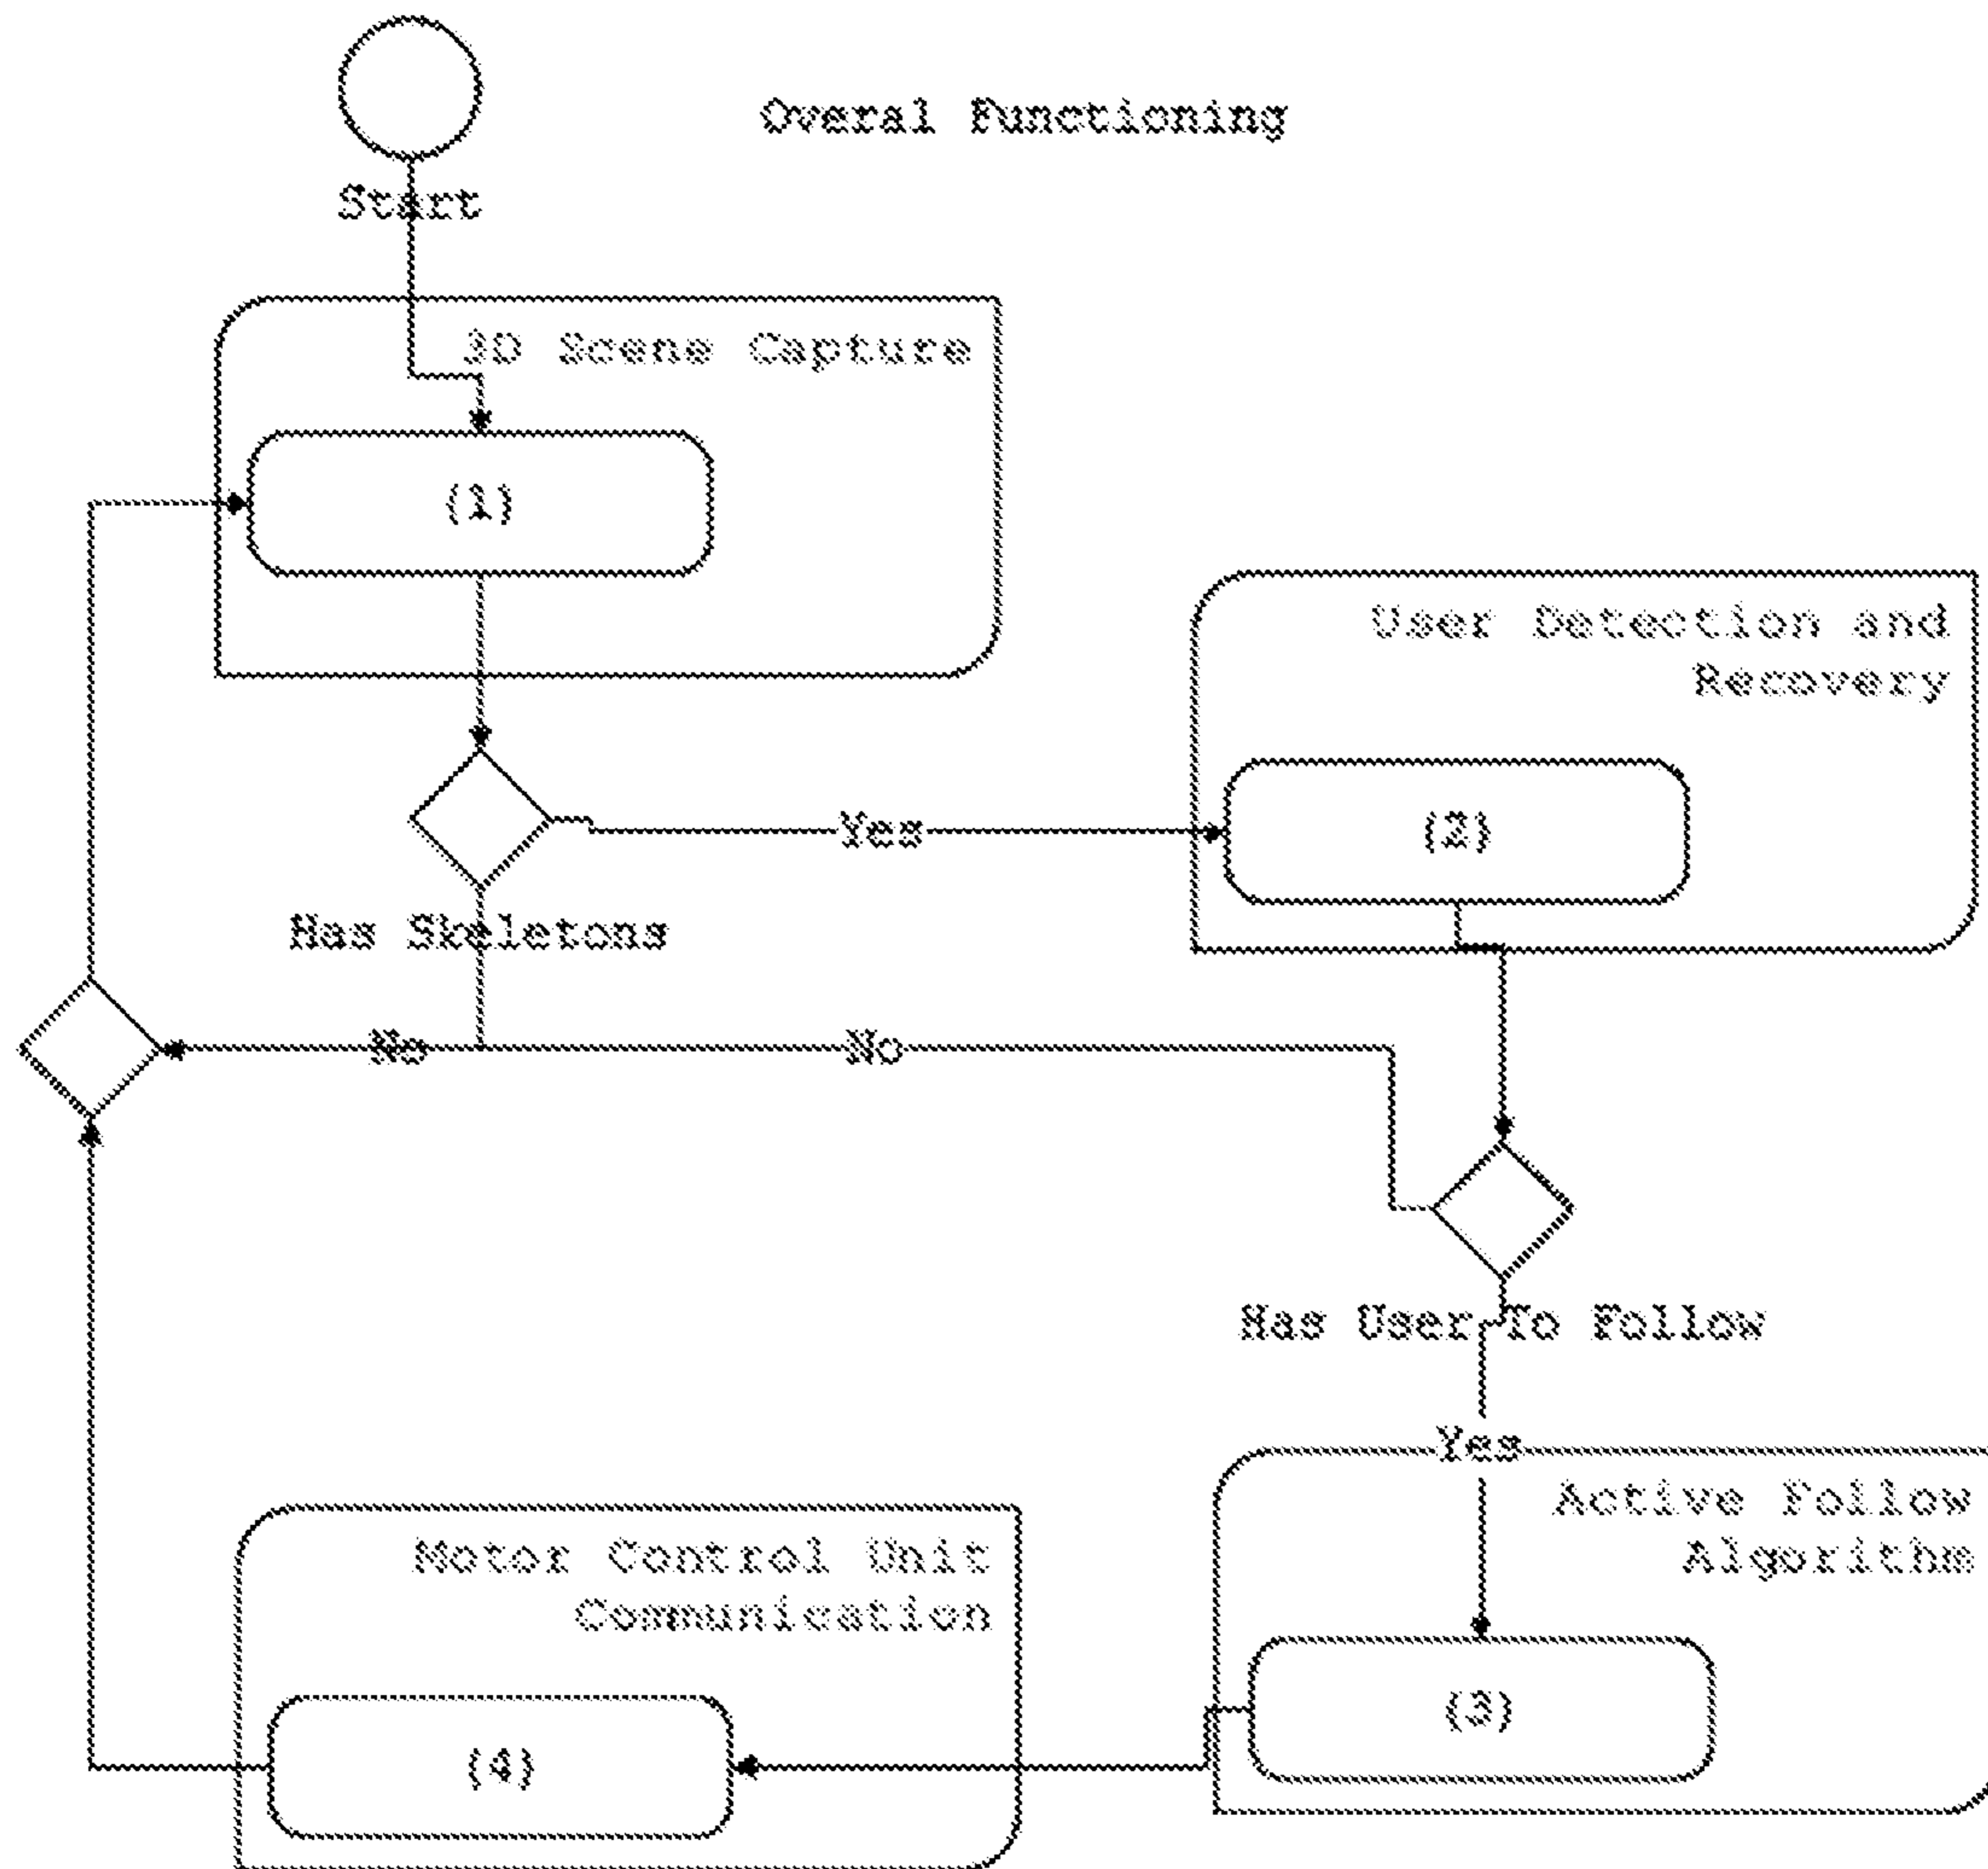 Overal Functioning
Start
3D Scene Capture
(1)
User Detection and
Recovery
(2)
Yes
Has Skeletons
No
No
Has User To Follow
Yes
Active Follow
Algorithm
(3)
Motor Control Unit
Communication
(4)